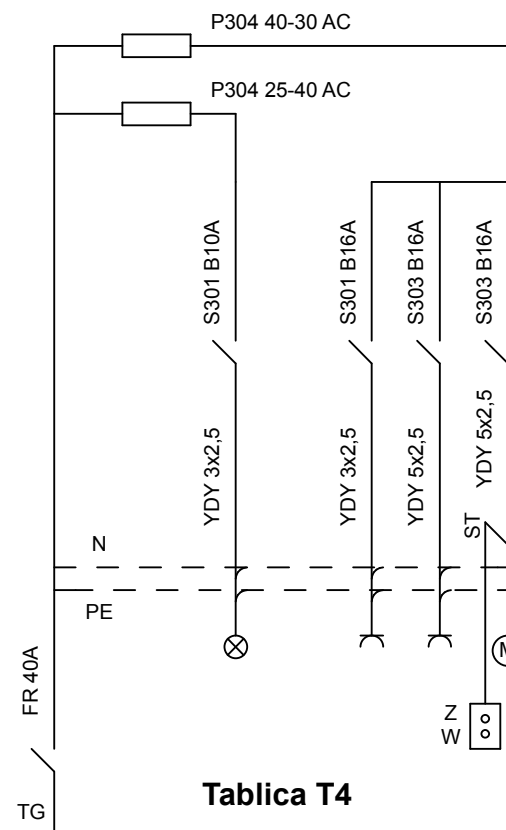 P304 40-30 AC
P304 25-40 AC
S301 B10A
S301 B16A
S303 B16A
S303 B16A
YDY 3x2,5
YDY 3x2,5
YDY 5x2,5
YDY 5x2,5
ST
N
PE
M
FR 40A
Z
W
TG
Tablica T4